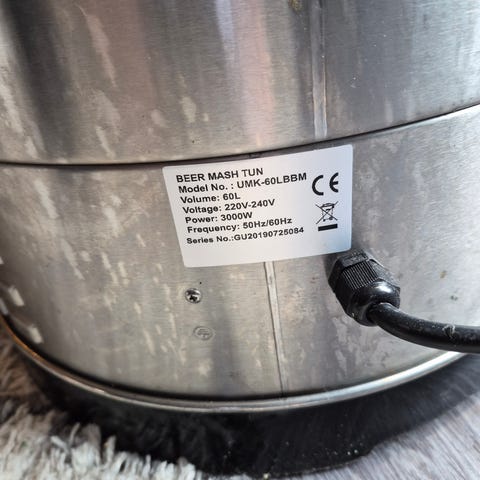 BEER MASH TUN
Model No. : UMK-60LBBM
Volume: 60L
Voltage: 220V-240V
Power: 3000W
Frequency: 50Hz/60Hz
Series No.:GU20190725084
CE